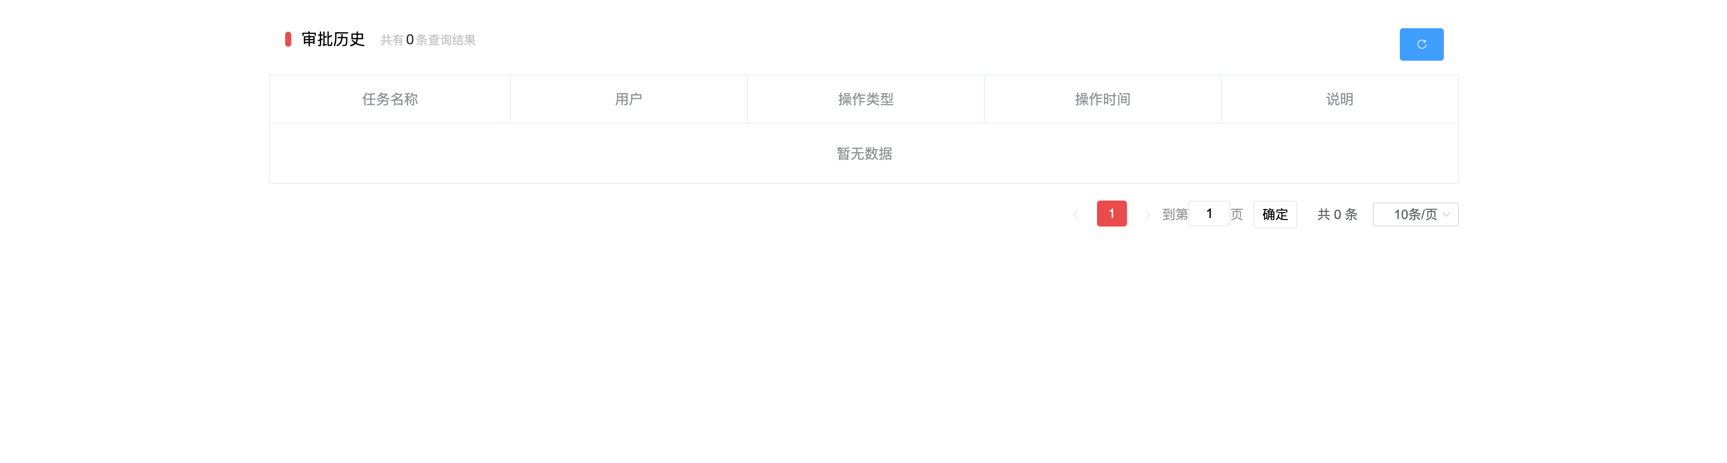 审批历史 共有0条查询结果
任务名称 用户 操作类型 操作时间 说明
暂无数据
1 到第 1 页 确定 共 0 条 10条/页